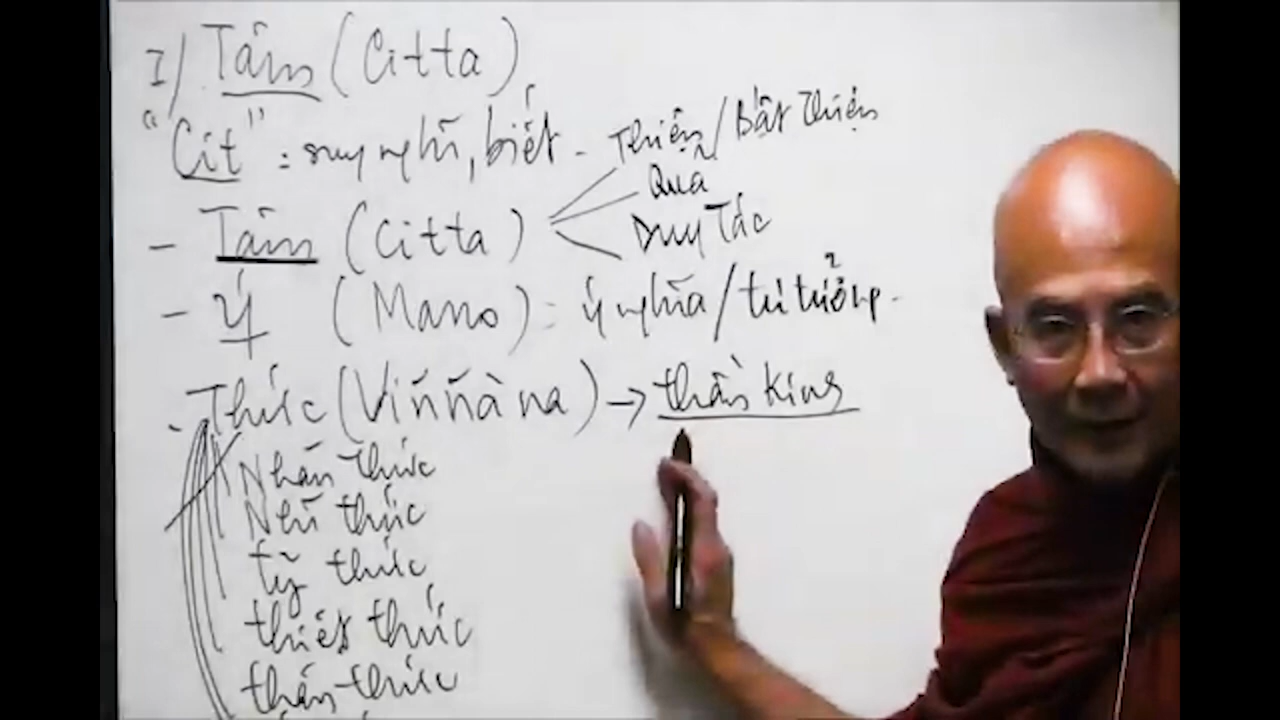 I/ Tâm (Citta)
"Cit" = suy nghĩ, biết - Thiện/Bất Thiện
Quả
- Tâm (Citta) Duy Tác
- Ý (Mano) = ý nghĩa/tư tưởng.
- Thức (Viññàna) → thần kinh
Nhãn thức
Nhĩ thức
Tỹ thức
thiệt thức
thân thức